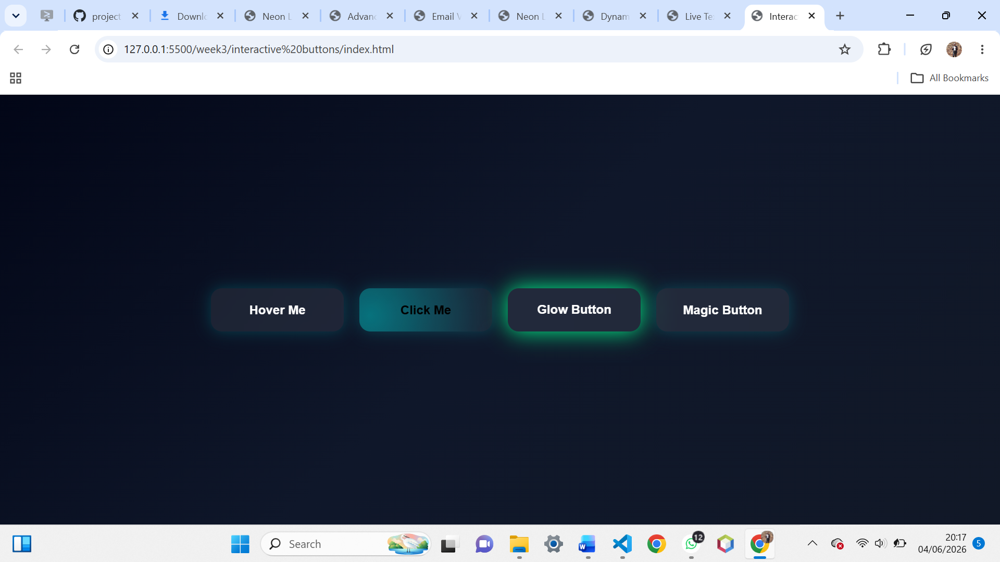 project
Downlo
Neon L
Advanc
Email V
Neon L
Dynam
Live Te
Interac
127.0.0.1:5500/week3/interactive%20buttons/index.html
All Bookmarks
Hover Me
Click Me
Glow Button
Magic Button
Search
12
20:17
04/06/2026
5